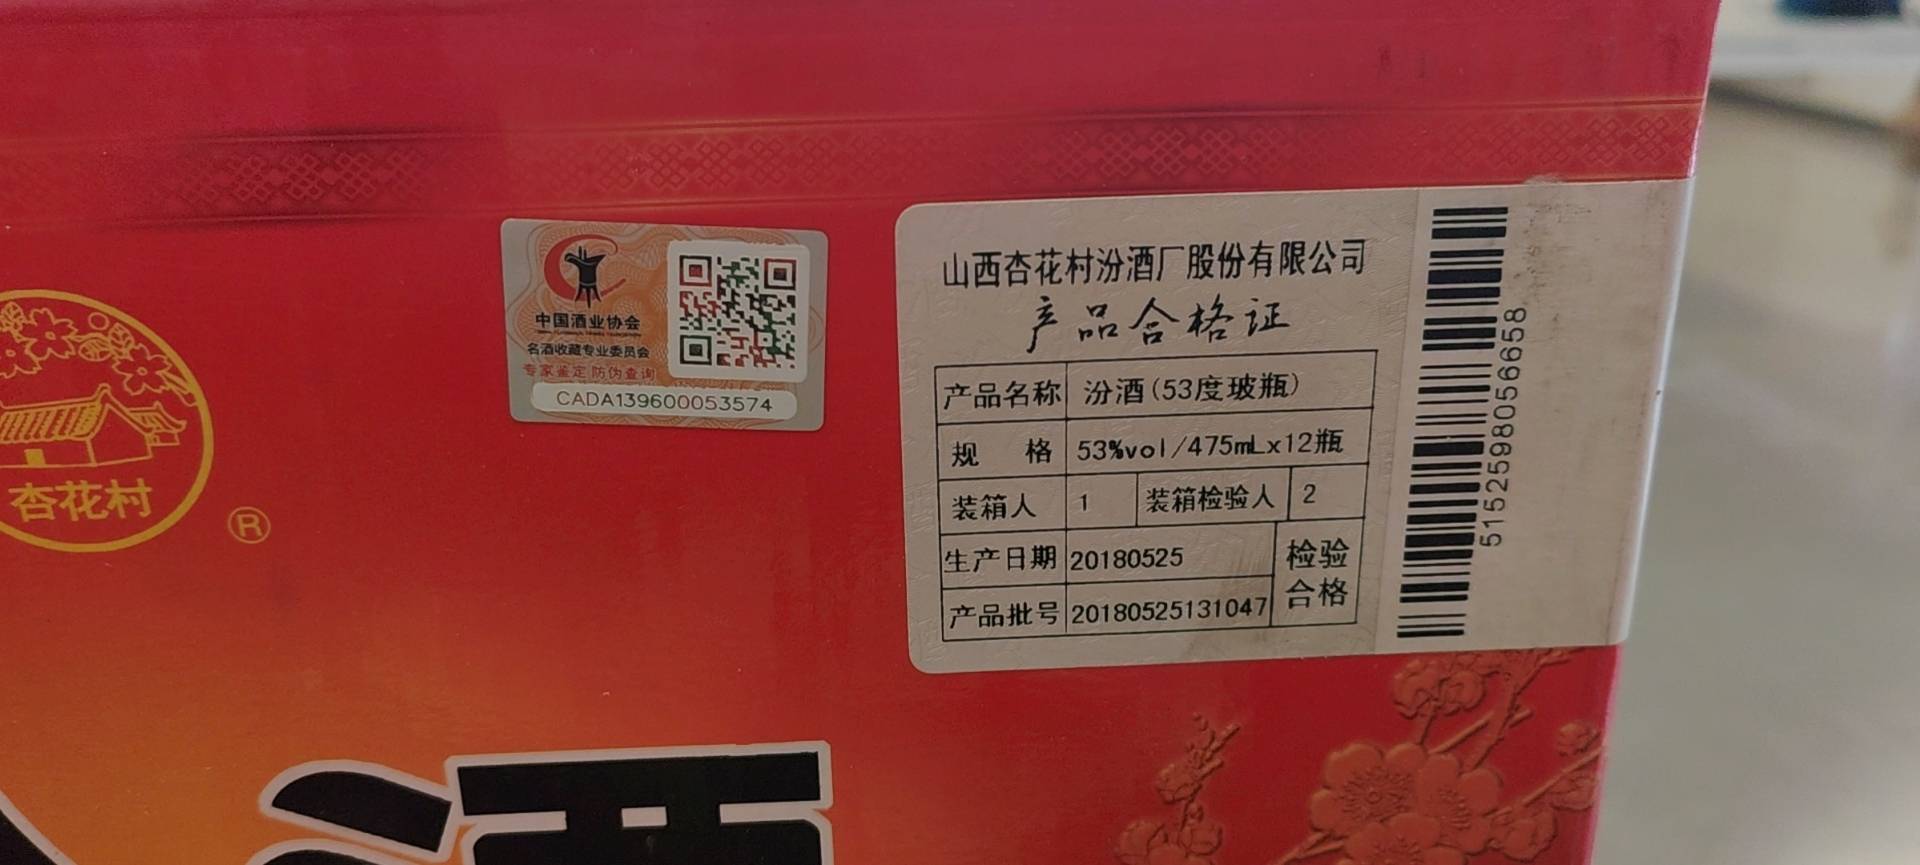 中国酒业协会
名酒收藏专业委员会
专家鉴定 防伪查询
CADA139600053574
杏花村
®
山西杏花村汾酒厂股份有限公司
产品合格证
产品名称 汾酒(53度玻瓶)
规 格 53%vol/475mLx12瓶
装箱人 1 装箱检验人 2
生产日期 20180525 检验
产品批号 20180525131047 合格
5152598056658
酒